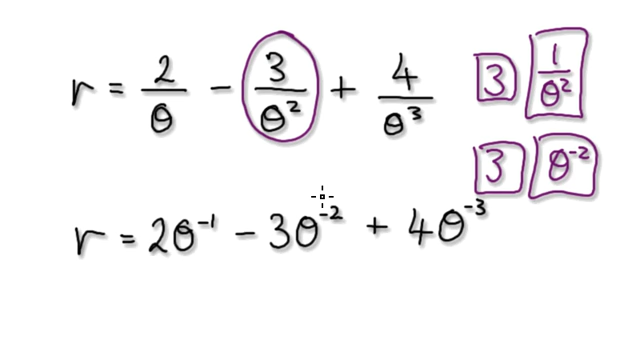 r = 2/θ − 3/θ² + 4/θ³
3 1/θ²
3 θ⁻²
r = 2θ⁻¹ − 3θ⁻² + 4θ⁻³